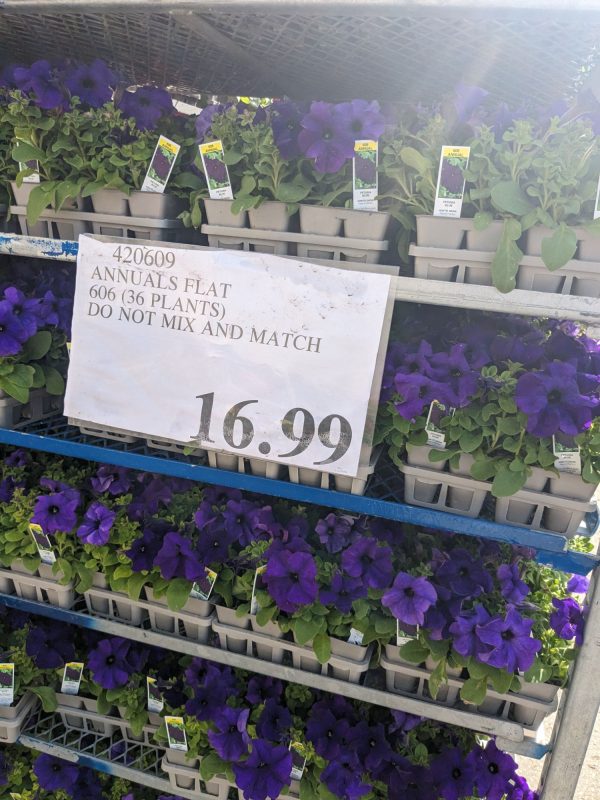 420609
ANNUALS FLAT
606 (36 PLANTS)
DO NOT MIX AND MATCH
16.99